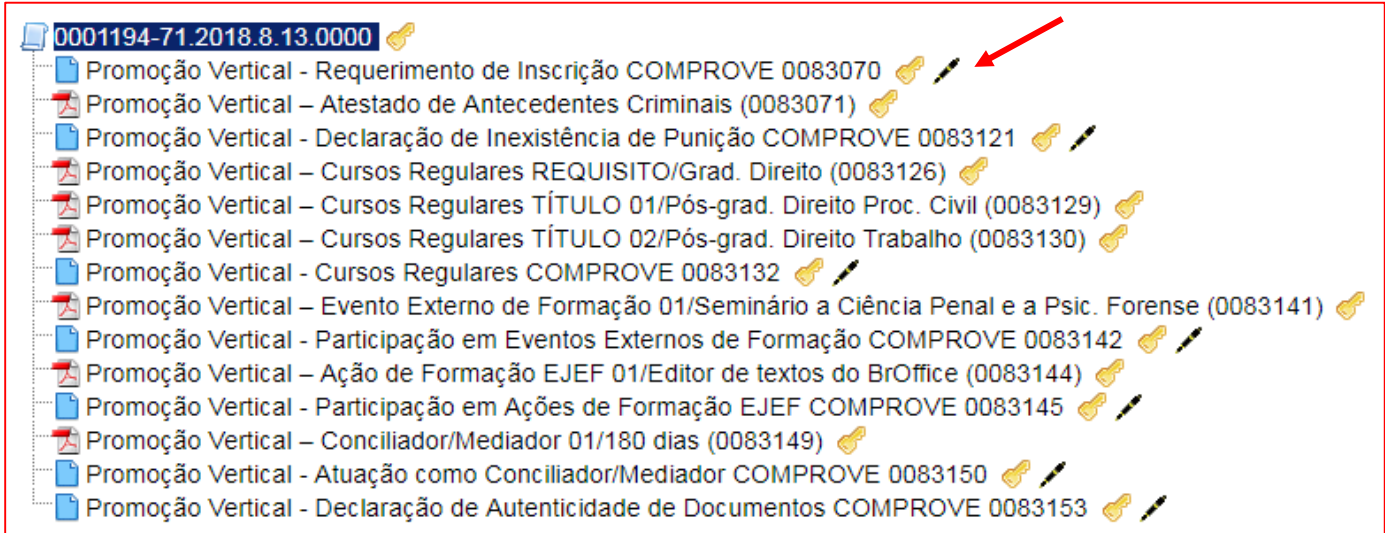 0001194-71.2018.8.13.0000
Promoção Vertical - Requerimento de Inscrição COMPROVE 0083070
Promoção Vertical – Atestado de Antecedentes Criminais (0083071)
Promoção Vertical - Declaração de Inexistência de Punição COMPROVE 0083121
Promoção Vertical – Cursos Regulares REQUISITO/Grad. Direito (0083126)
Promoção Vertical – Cursos Regulares TÍTULO 01/Pós-grad. Direito Proc. Civil (0083129)
Promoção Vertical – Cursos Regulares TÍTULO 02/Pós-grad. Direito Trabalho (0083130)
Promoção Vertical - Cursos Regulares COMPROVE 0083132
Promoção Vertical – Evento Externo de Formação 01/Seminário a Ciência Penal e a Psic. Forense (0083141)
Promoção Vertical - Participação em Eventos Externos de Formação COMPROVE 0083142
Promoção Vertical – Ação de Formação EJEF 01/Editor de textos do BrOffice (0083144)
Promoção Vertical - Participação em Ações de Formação EJEF COMPROVE 0083145
Promoção Vertical – Conciliador/Mediador 01/180 dias (0083149)
Promoção Vertical - Atuação como Conciliador/Mediador COMPROVE 0083150
Promoção Vertical - Declaração de Autenticidade de Documentos COMPROVE 0083153